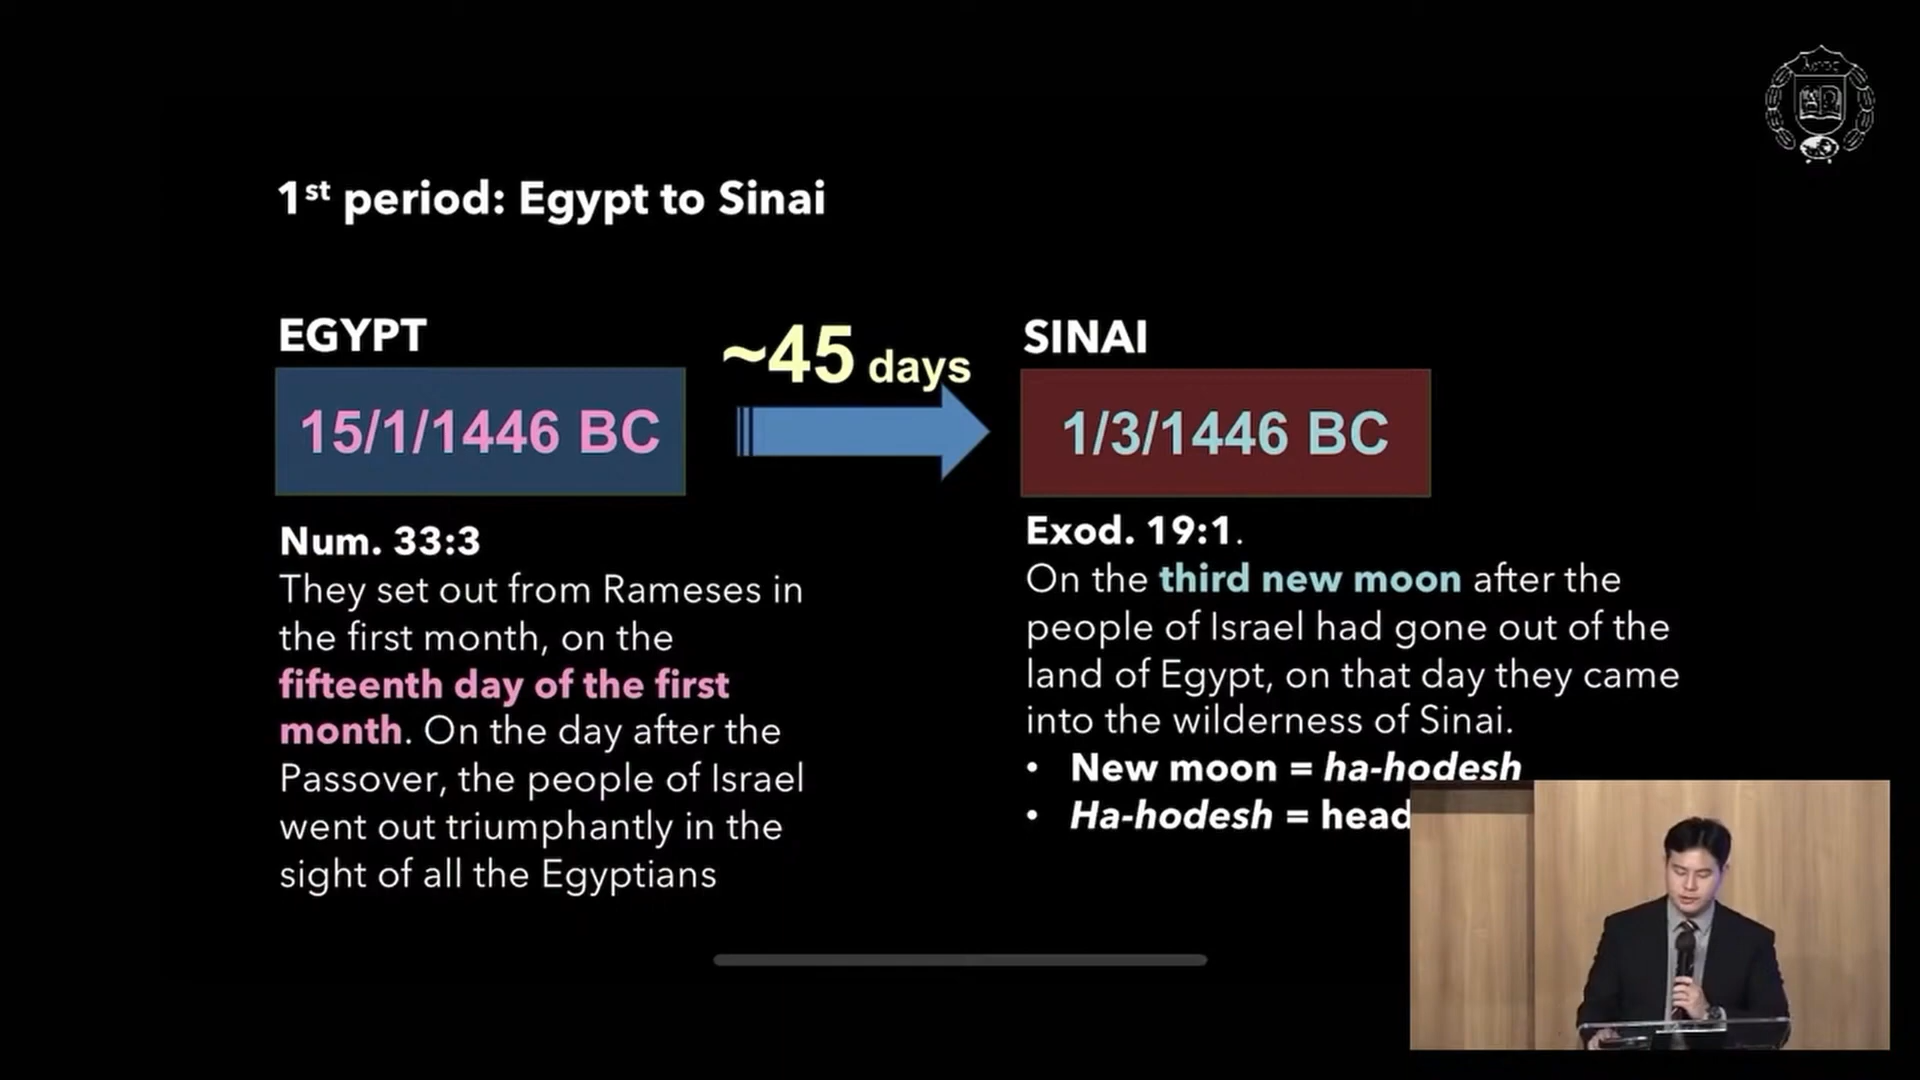 1st period: Egypt to Sinai
EGYPT
~45 days
SINAI
15/1/1446 BC
1/3/1446 BC
Num. 33:3
They set out from Rameses in
the first month, on the
fifteenth day of the first
month. On the day after the
Passover, the people of Israel
went out triumphantly in the
sight of all the Egyptians
Exod. 19:1.
On the third new moon after the
people of Israel had gone out of the
land of Egypt, on that day they came
into the wilderness of Sinai.
• New moon = ha-hodesh
• Ha-hodesh = head